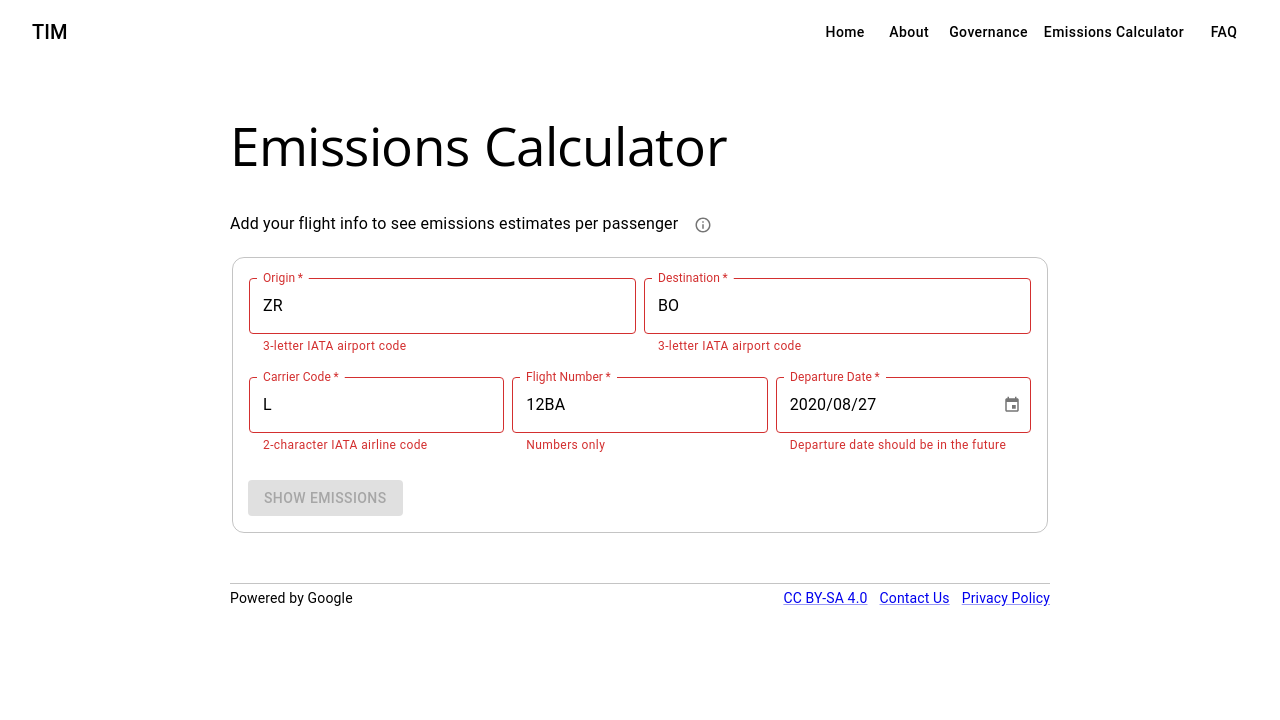 TIM
Home About Governance Emissions Calculator FAQ
Emissions Calculator
Add your flight info to see emissions estimates per passenger
Origin * Destination *
ZR BO
3-letter IATA airport code 3-letter IATA airport code
Carrier Code * Flight Number * Departure Date *
L 12BA 2020/08/27
2-character IATA airline code Numbers only Departure date should be in the future
SHOW EMISSIONS
Powered by Google CC BY-SA 4.0 Contact Us Privacy Policy